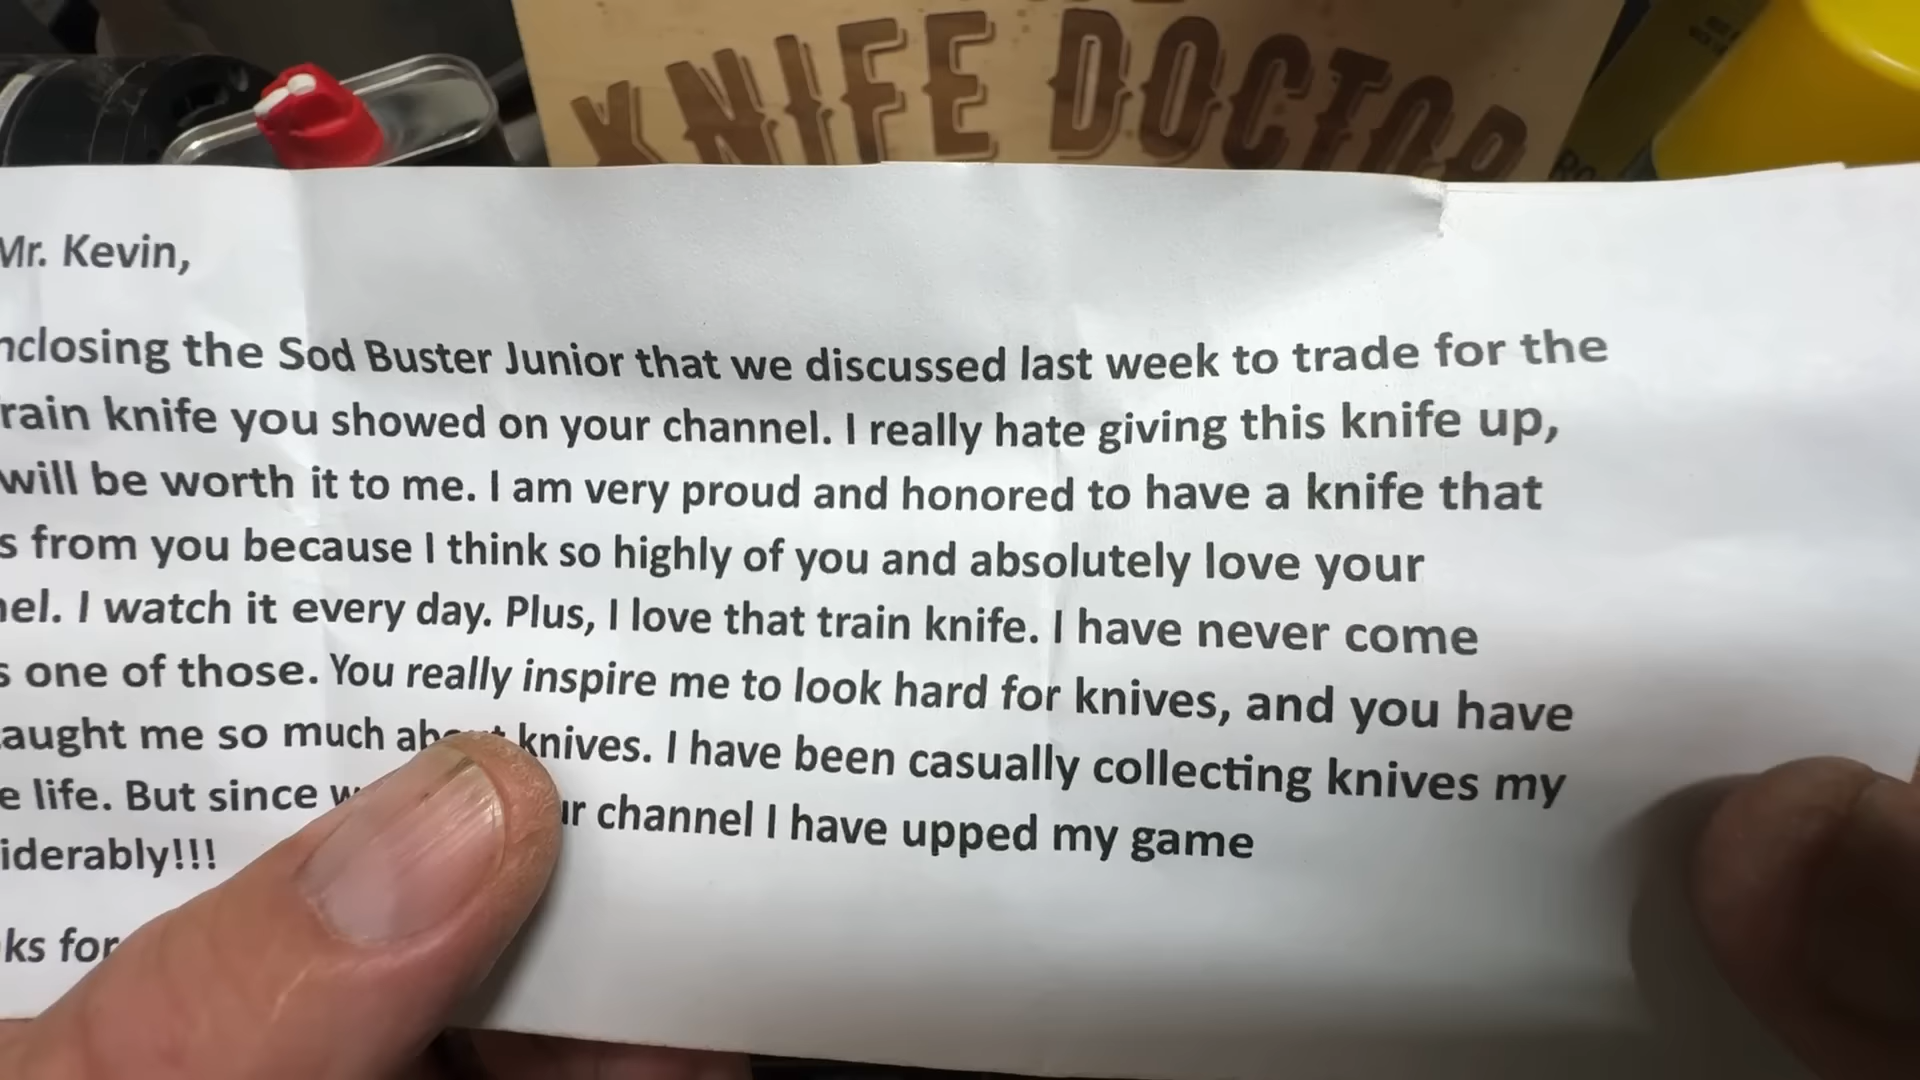 KNIFE DOCTOR
Mr. Kevin,
nclosing the Sod Buster Junior that we discussed last week to trade for the
rain knife you showed on your channel. I really hate giving this knife up,
will be worth it to me. I am very proud and honored to have a knife that
s from you because I think so highly of you and absolutely love your
nel. I watch it every day. Plus, I love that train knife. I have never come
s one of those. You really inspire me to look hard for knives, and you have
aught me so much about knives. I have been casually collecting knives my
e life. But since ur channel I have upped my game
iderably!!!
ks for